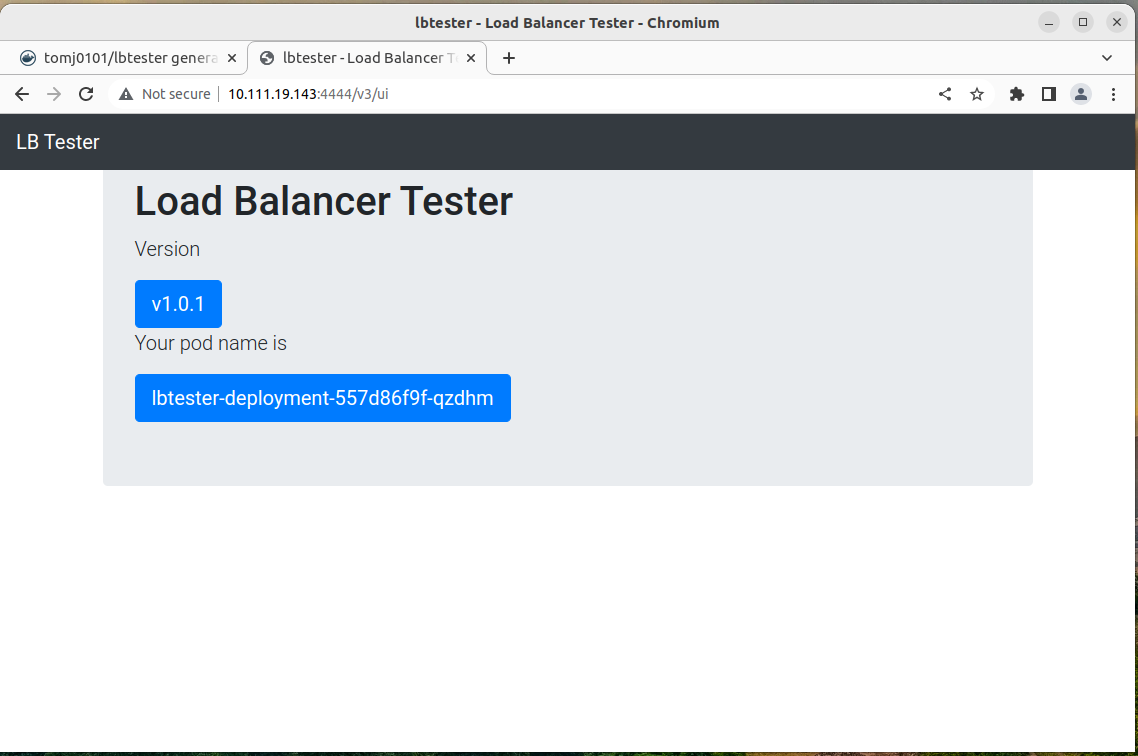 lbtester - Load Balancer Tester - Chromium
tomj0101/lbtester genera
lbtester - Load Balancer T
Not secure
10.111.19.143:4444/v3/ui
LB Tester
Load Balancer Tester
Version
v1.0.1
Your pod name is
lbtester-deployment-557d86f9f-qzdhm